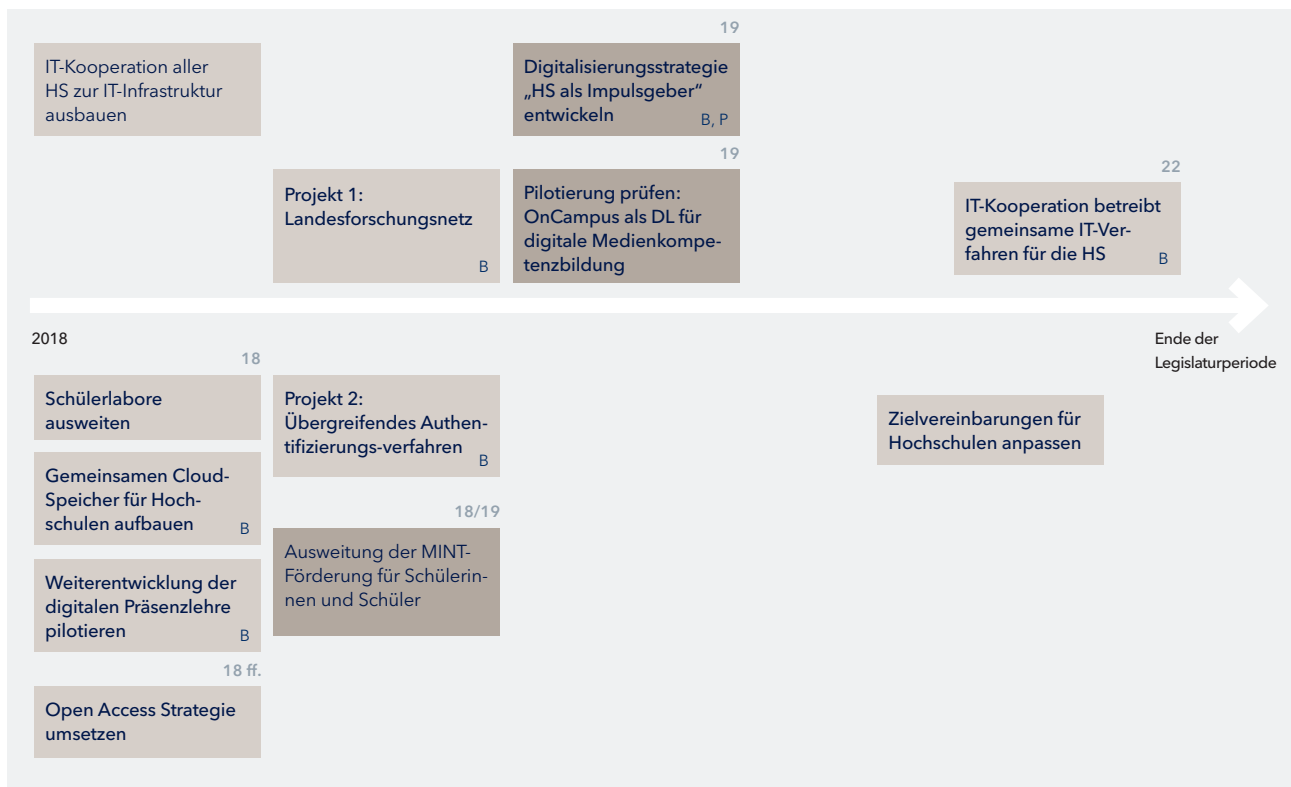 IT-Kooperation aller
HS zur IT-Infrastruktur
ausbauen
19
Digitalisierungsstrategie
„HS als Impulsgeber“
entwickeln
B, P
Projekt 1:
Landesforschungsnetz
B
19
Pilotierung prüfen:
OnCampus als DL für
digitale Medienkompe-
tenzbildung
22
IT-Kooperation betreibt
gemeinsame IT-Ver-
fahren für die HS
B
2018
Ende der
Legislaturperiode
18
Schülerlabore
ausweiten
Gemeinsamen Cloud-
Speicher für Hoch-
schulen aufbauen
B
Weiterentwicklung der
digitalen Präsenzlehre
pilotieren
B
18 ff.
Open Access Strategie
umsetzen
Projekt 2:
Übergreifendes Authen-
tifizierungs-verfahren
B
18/19
Ausweitung der MINT-
Förderung für Schülerin-
nen und Schüler
Zielvereinbarungen für
Hochschulen anpassen